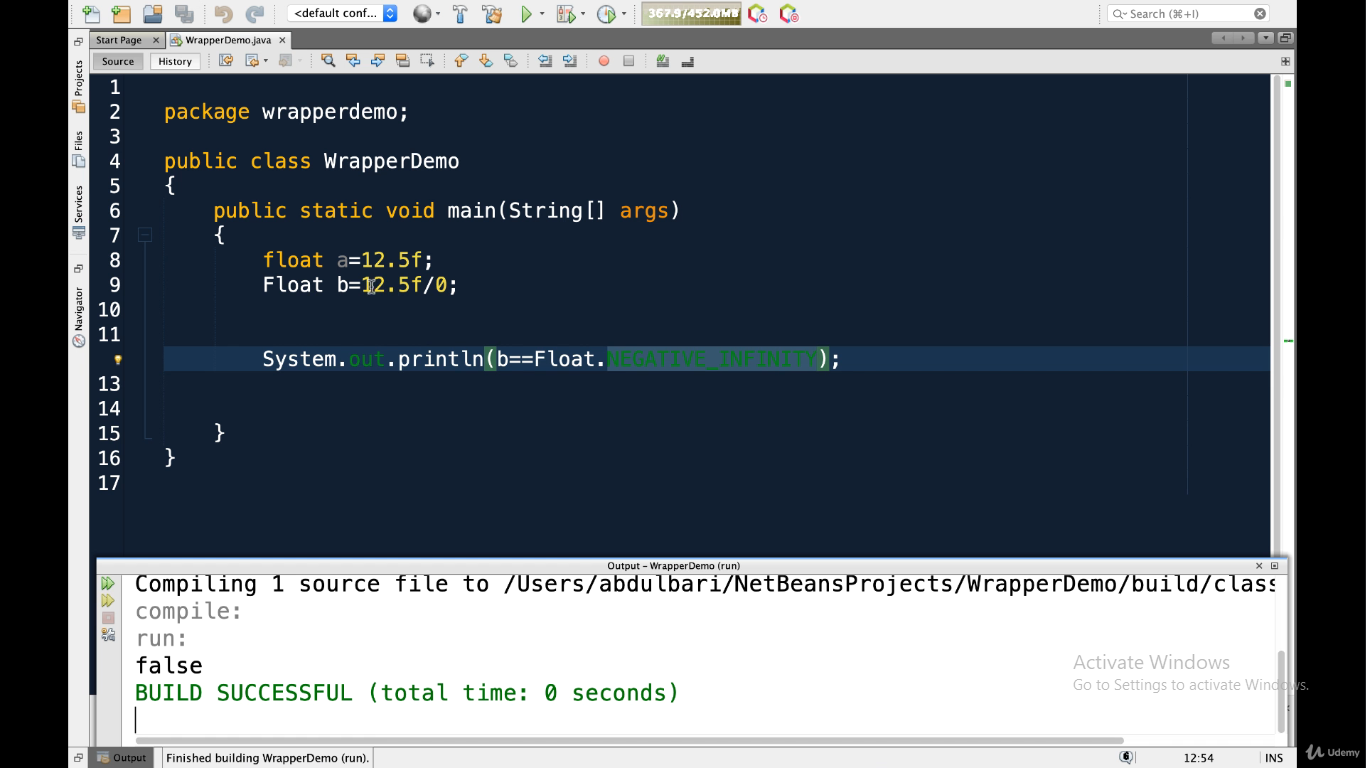 <default conf...
367.9/452.0MB
Search (⌘+I)
Start Page
WrapperDemo.java
Source
History
Projects
Files
Services
Navigator
1
2 package wrapperdemo;
3
4 public class WrapperDemo
5 {
6 public static void main(String[] args)
7 {
8 float a=12.5f;
9 Float b=12.5f/0;
10
11
System.out.println(b==Float.NEGATIVE_INFINITY);
13
14
15 }
16 }
17
Output - WrapperDemo (run)
Compiling 1 source file to /Users/abdulbari/NetBeansProjects/WrapperDemo/build/class
compile:
run:
false
BUILD SUCCESSFUL (total time: 0 seconds)
Activate Windows
Go to Settings to activate Windows.
Output
Finished building WrapperDemo (run).
6
12:54
INS
Udemy